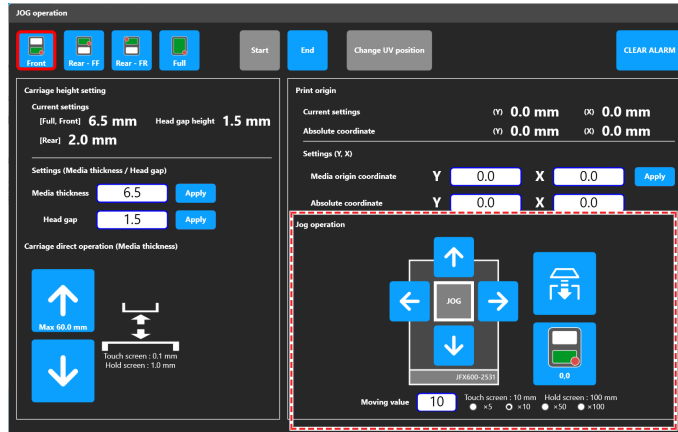 JOG operation
Front
Rear - FF
Rear - FR
Full
Start
End
Change UV position
CLEAR ALARM
Carriage height setting
Current settings
[Full, Front] 6.5 mm Head gap height 1.5 mm
[Rear] 2.0 mm
Settings (Media thickness / Head gap)
Media thickness 6.5 Apply
Head gap 1.5 Apply
Carriage direct operation (Media thickness)
Max 60.0 mm
Touch screen : 0.1 mm
Hold screen : 1.0 mm
Print origin
Current settings (Y) 0.0 mm (X) 0.0 mm
Absolute coordinate (Y) 0.0 mm (X) 0.0 mm
Settings (Y, X)
Media origin coordinate Y 0.0 X 0.0 Apply
Absolute coordinate Y 0.0 X 0.0
Jog operation
JOG
JFX600-2531
0,0
Moving value 10 Touch screen : 10 mm Hold screen : 100 mm
×5 ×10 ×50 ×100